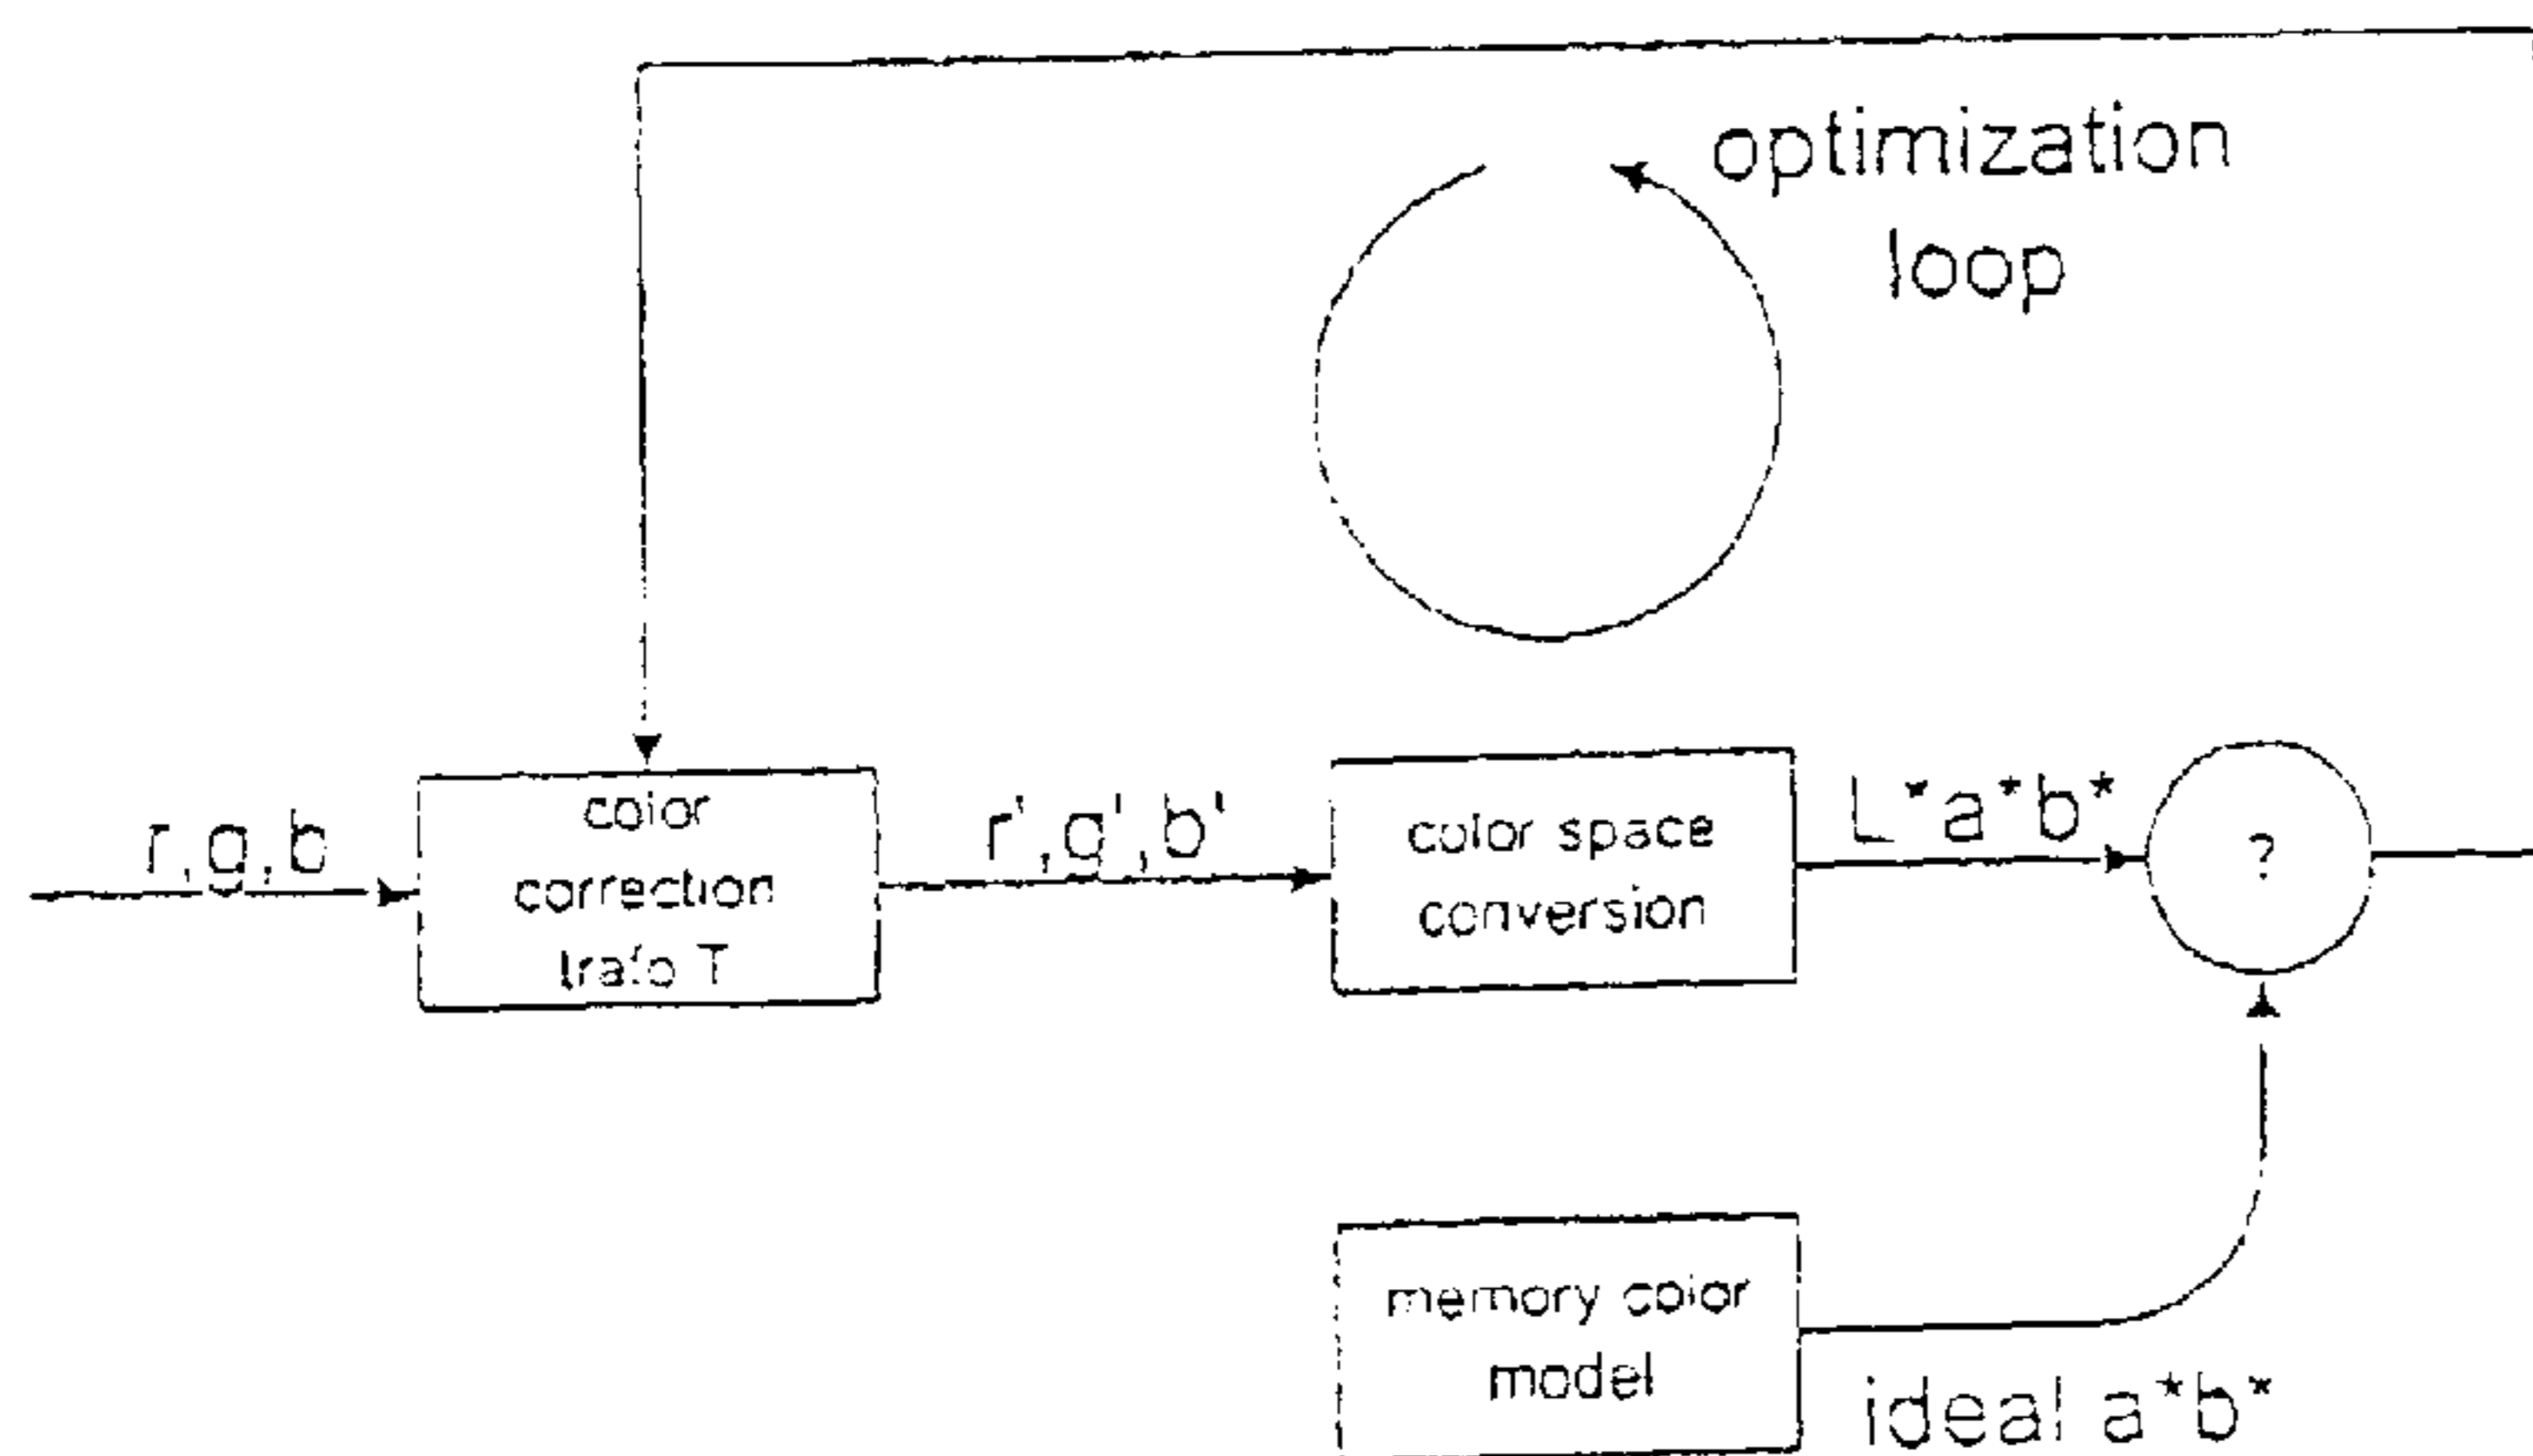 optimization
loop
r,g,b
color
correction
trafo T
r',g',b'
color space
conversion
L*a*b*
?
memory color
model
ideal a*b*